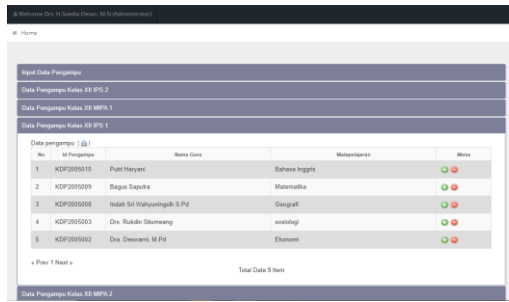 Welcome Drs. H.Suedta Desan, M.Si (Administrator)
Home
Input Data Pengampu
Data Pengampu Kelas XII IPS 2
Data Pengampu Kelas XII MIPA 1
Data Pengampu Kelas XII IPS 1
Data pengampu: | |
No Id Pengampu Nama Guru Matapelajaran Menu
1 KDP2005010 Putri Haryani Bahasa Inggris
2 KDP2005009 Bagus Saputra Matematika
3 KDP2005008 Indah Sri Wahyuningsih S.Pd Geografi
4 KDP2005003 Drs. Rukdin Situmeang sosiologi
5 KDP2005002 Dra. Deswarni, M.Pd Ekonomi
« Prev 1 Next »
Total Data 5 Item
Data Pengampu Kelas XII MIPA 2